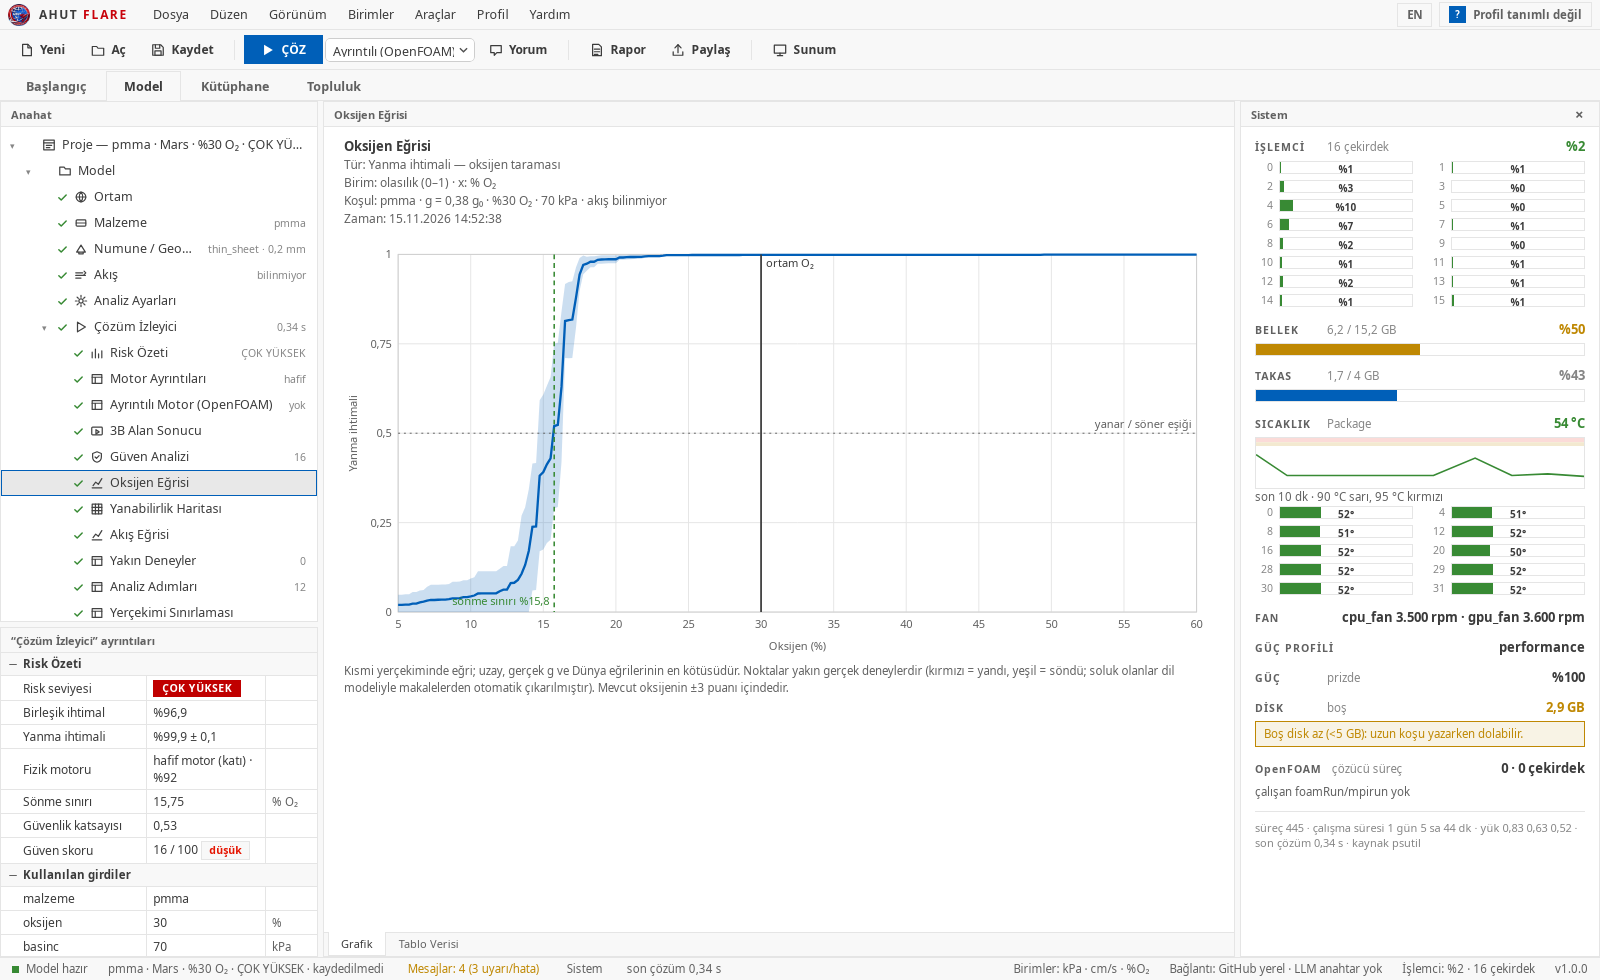 AHUT FLARE
Dosya Düzen Görünüm Birimler Araçlar Profil Yardım
EN ? Profil tanımlı değil
Yeni Aç Kaydet ÇÖZ Ayrıntılı (OpenFOAM) Yorum Rapor Paylaş Sunum
Başlangıç Model Kütüphane Topluluk
Anahat
Proje — pmma · Mars · %30 O₂ · ÇOK YÜ...
Model
Ortam
Malzeme pmma
Numune / Geo... thin_sheet · 0,2 mm
Akış bilinmiyor
Analiz Ayarları
Çözüm İzleyici 0,34 s
Risk Özeti ÇOK YÜKSEK
Motor Ayrıntıları hafif
Ayrıntılı Motor (OpenFOAM) yok
3B Alan Sonucu
Güven Analizi 16
Oksijen Eğrisi
Yanabilirlik Haritası
Akış Eğrisi
Yakın Deneyler 0
Analiz Adımları 12
Yerçekimi Sınırlaması
“Çözüm İzleyici” ayrıntıları
Risk Özeti
Risk seviyesi ÇOK YÜKSEK
Birleşik ihtimal %96,9
Yanma ihtimali %99,9 ± 0,1
Fizik motoru hafif motor (katı) ·
%92
Sönme sınırı 15,75 % O₂
Güvenlik katsayısı 0,53
Güven skoru 16 / 100 düşük
Kullanılan girdiler
malzeme pmma
oksijen 30 %
basinc 70 kPa
Oksijen Eğrisi
Oksijen Eğrisi
Tür: Yanma ihtimali — oksijen taraması
Birim: olasılık (0–1) · x: % O₂
Koşul: pmma · g = 0,38 g₀ · %30 O₂ · 70 kPa · akış bilinmiyor
Zaman: 15.11.2026 14:52:38
1
0,75
0,5
0,25
0
Yanma ihtimali
ortam O₂
yanar / söner eşiği
sönme sınırı %15,8
5 10 15 20 25 30 35 40 45 50 55 60
Oksijen (%)
Kısmi yerçekiminde eğri; uzay, gerçek g ve Dünya eğrilerinin en kötüsüdür. Noktalar yakın gerçek deneylerdir (kırmızı = yandı, yeşil = söndü; soluk olanlar dil
modeliyle makalelerden otomatik çıkarılmıştır). Mevcut oksijenin ±3 puanı içindedir.
Grafik Tablo Verisi
Sistem ×
İŞLEMCİ 16 çekirdek %2
0 %1 1 %1
2 %3 3 %0
4 %10 5 %0
6 %7 7 %1
8 %2 9 %0
10 %1 11 %1
12 %2 13 %1
14 %1 15 %1
BELLEK 6,2 / 15,2 GB %50
TAKAS 1,7 / 4 GB %43
SICAKLIK Package 54 °C
son 10 dk · 90 °C sarı, 95 °C kırmızı
0 52° 4 51°
8 51° 12 52°
16 52° 20 50°
28 52° 29 52°
30 52° 31 52°
FAN cpu_fan 3.500 rpm · gpu_fan 3.600 rpm
GÜÇ PROFİLİ performance
GÜÇ prizde %100
DİSK boş 2,9 GB
Boş disk az (<5 GB): uzun koşu yazarken dolabilir.
OpenFOAM çözücü süreç 0 · 0 çekirdek
çalışan foamRun/mpirun yok
süreç 445 · çalışma süresi 1 gün 5 sa 44 dk · yük 0,83 0,63 0,52 ·
son çözüm 0,34 s · kaynak psutil
Model hazır pmma · Mars · %30 O₂ · ÇOK YÜKSEK · kaydedilmedi Mesajlar: 4 (3 uyarı/hata) Sistem son çözüm 0,34 s Birimler: kPa · cm/s · %O₂ Bağlantı: GitHub yerel · LLM anahtar yok İşlemci: %2 · 16 çekirdek v1.0.0